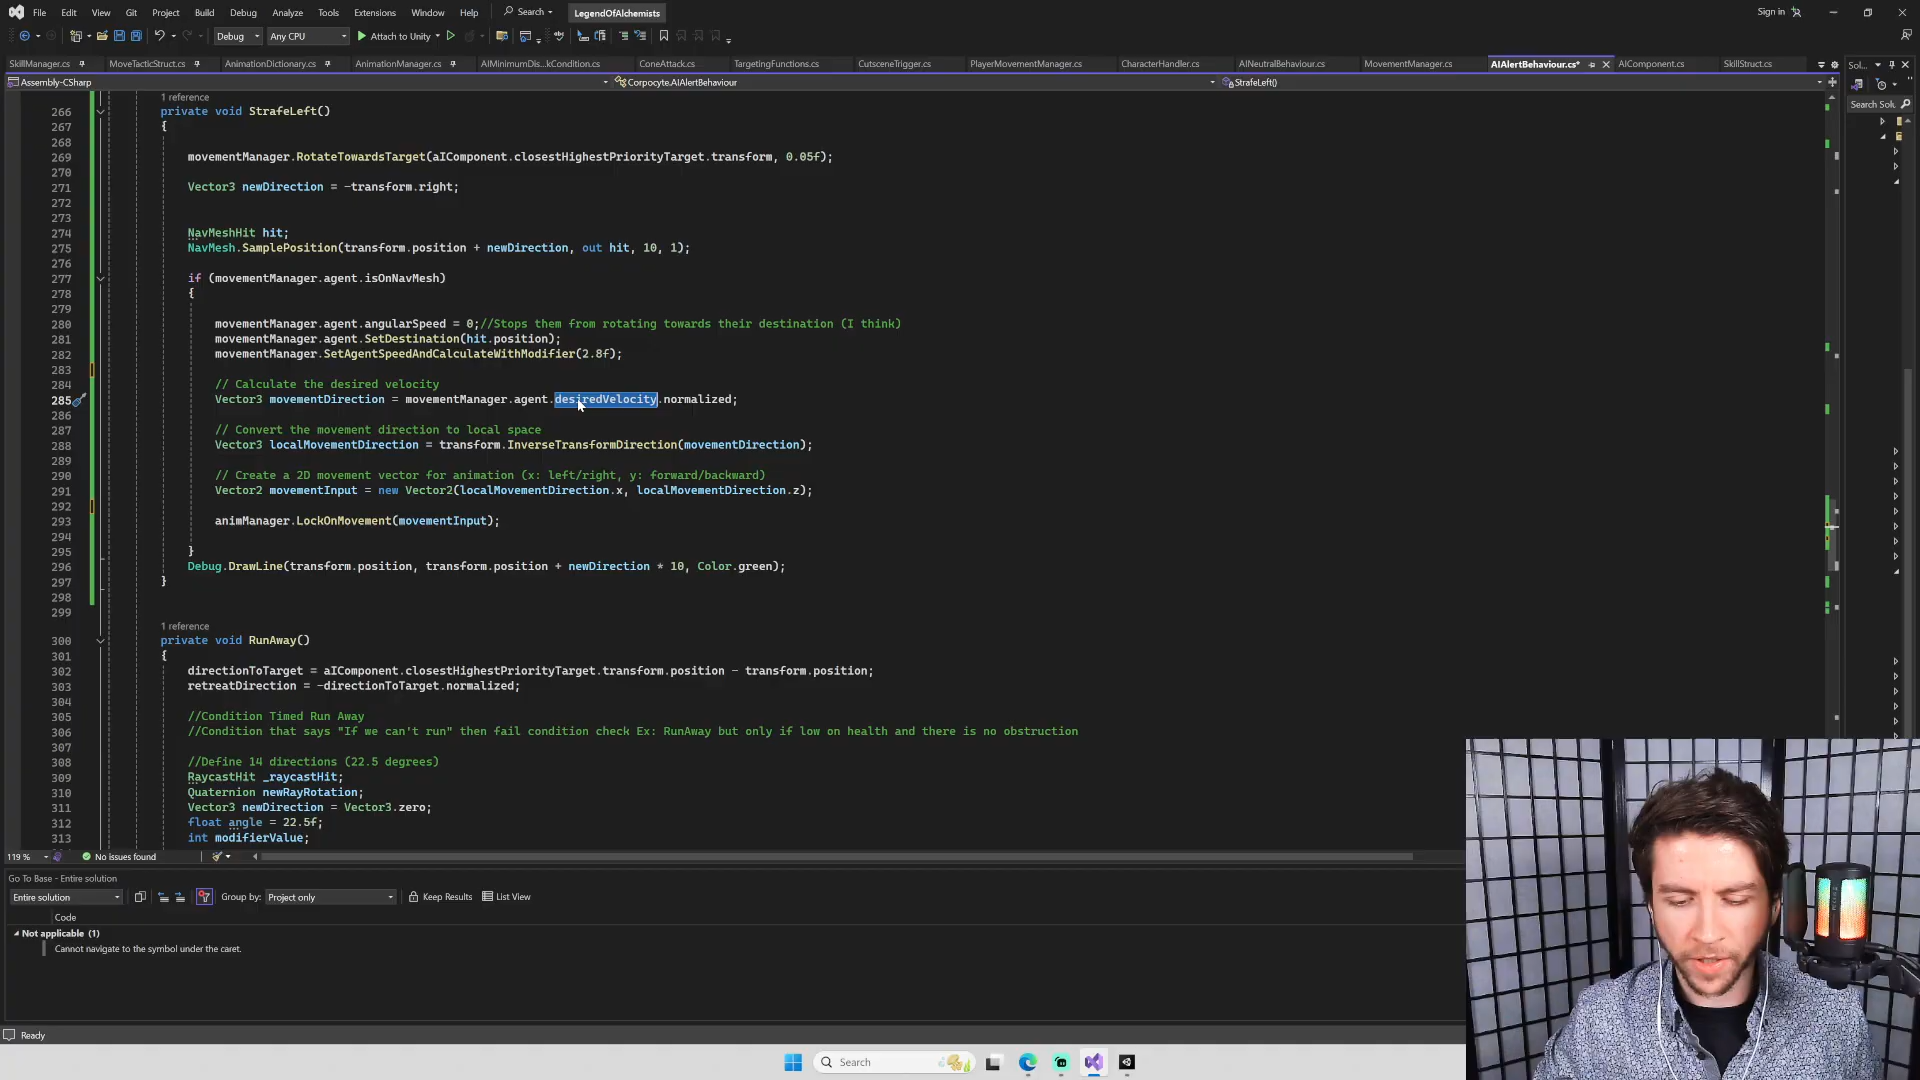 File Edit View Git Project Build Debug Analyze Tools Extensions Window Help Search LegendOfAlchemists Sign in
Debug Any CPU Attach to Unity
SkillManager.cs MoveTacticStruct.cs AnimationDictionary.cs AnimationManager.cs AIMinimumDis...kCondition.cs ConeAttack.cs TargetingFunctions.cs CutsceneTrigger.cs PlayerMovementManager.cs CharacterHandler.cs AINeutralBehaviour.cs MovementManager.cs AIAlertBehaviour.cs* AIComponent.cs SkillStruct.cs Sol...
Assembly-CSharp Corpocyte.AIAlertBehaviour StrafeLeft()
Search Solu
1 reference
266 private void StrafeLeft()
267 {
268
269 movementManager.RotateTowardsTarget(aIComponent.closestHighestPriorityTarget.transform, 0.05f);
270
271 Vector3 newDirection = -transform.right;
272
273
274 NavMeshHit hit;
275 NavMesh.SamplePosition(transform.position + newDirection, out hit, 10, 1);
276
277 if (movementManager.agent.isOnNavMesh)
278 {
279
280 movementManager.agent.angularSpeed = 0;//Stops them from rotating towards their destination (I think)
281 movementManager.agent.SetDestination(hit.position);
282 movementManager.SetAgentSpeedAndCalculateWithModifier(2.8f);
283
284 // Calculate the desired velocity
285 Vector3 movementDirection = movementManager.agent.desiredVelocity.normalized;
286
287 // Convert the movement direction to local space
288 Vector3 localMovementDirection = transform.InverseTransformDirection(movementDirection);
289
290 // Create a 2D movement vector for animation (x: left/right, y: forward/backward)
291 Vector2 movementInput = new Vector2(localMovementDirection.x, localMovementDirection.z);
292
293 animManager.LockOnMovement(movementInput);
294
295 }
296 Debug.DrawLine(transform.position, transform.position + newDirection * 10, Color.green);
297 }
298
299
1 reference
300 private void RunAway()
301 {
302 directionToTarget = aIComponent.closestHighestPriorityTarget.transform.position - transform.position;
303 retreatDirection = -directionToTarget.normalized;
304
305 //Condition Timed Run Away
306 //Condition that says "If we can't run" then fail condition check Ex: RunAway but only if low on health and there is no obstruction
307
308 //Define 14 directions (22.5 degrees)
309 RaycastHit _raycastHit;
310 Quaternion newRayRotation;
311 Vector3 newDirection = Vector3.zero;
312 float angle = 22.5f;
313 int modifierValue;
119 % No issues found
Go To Base - Entire solution
Entire solution Group by: Project only Keep Results List View
Code
Not applicable (1)
Cannot navigate to the symbol under the caret.
Ready
Search